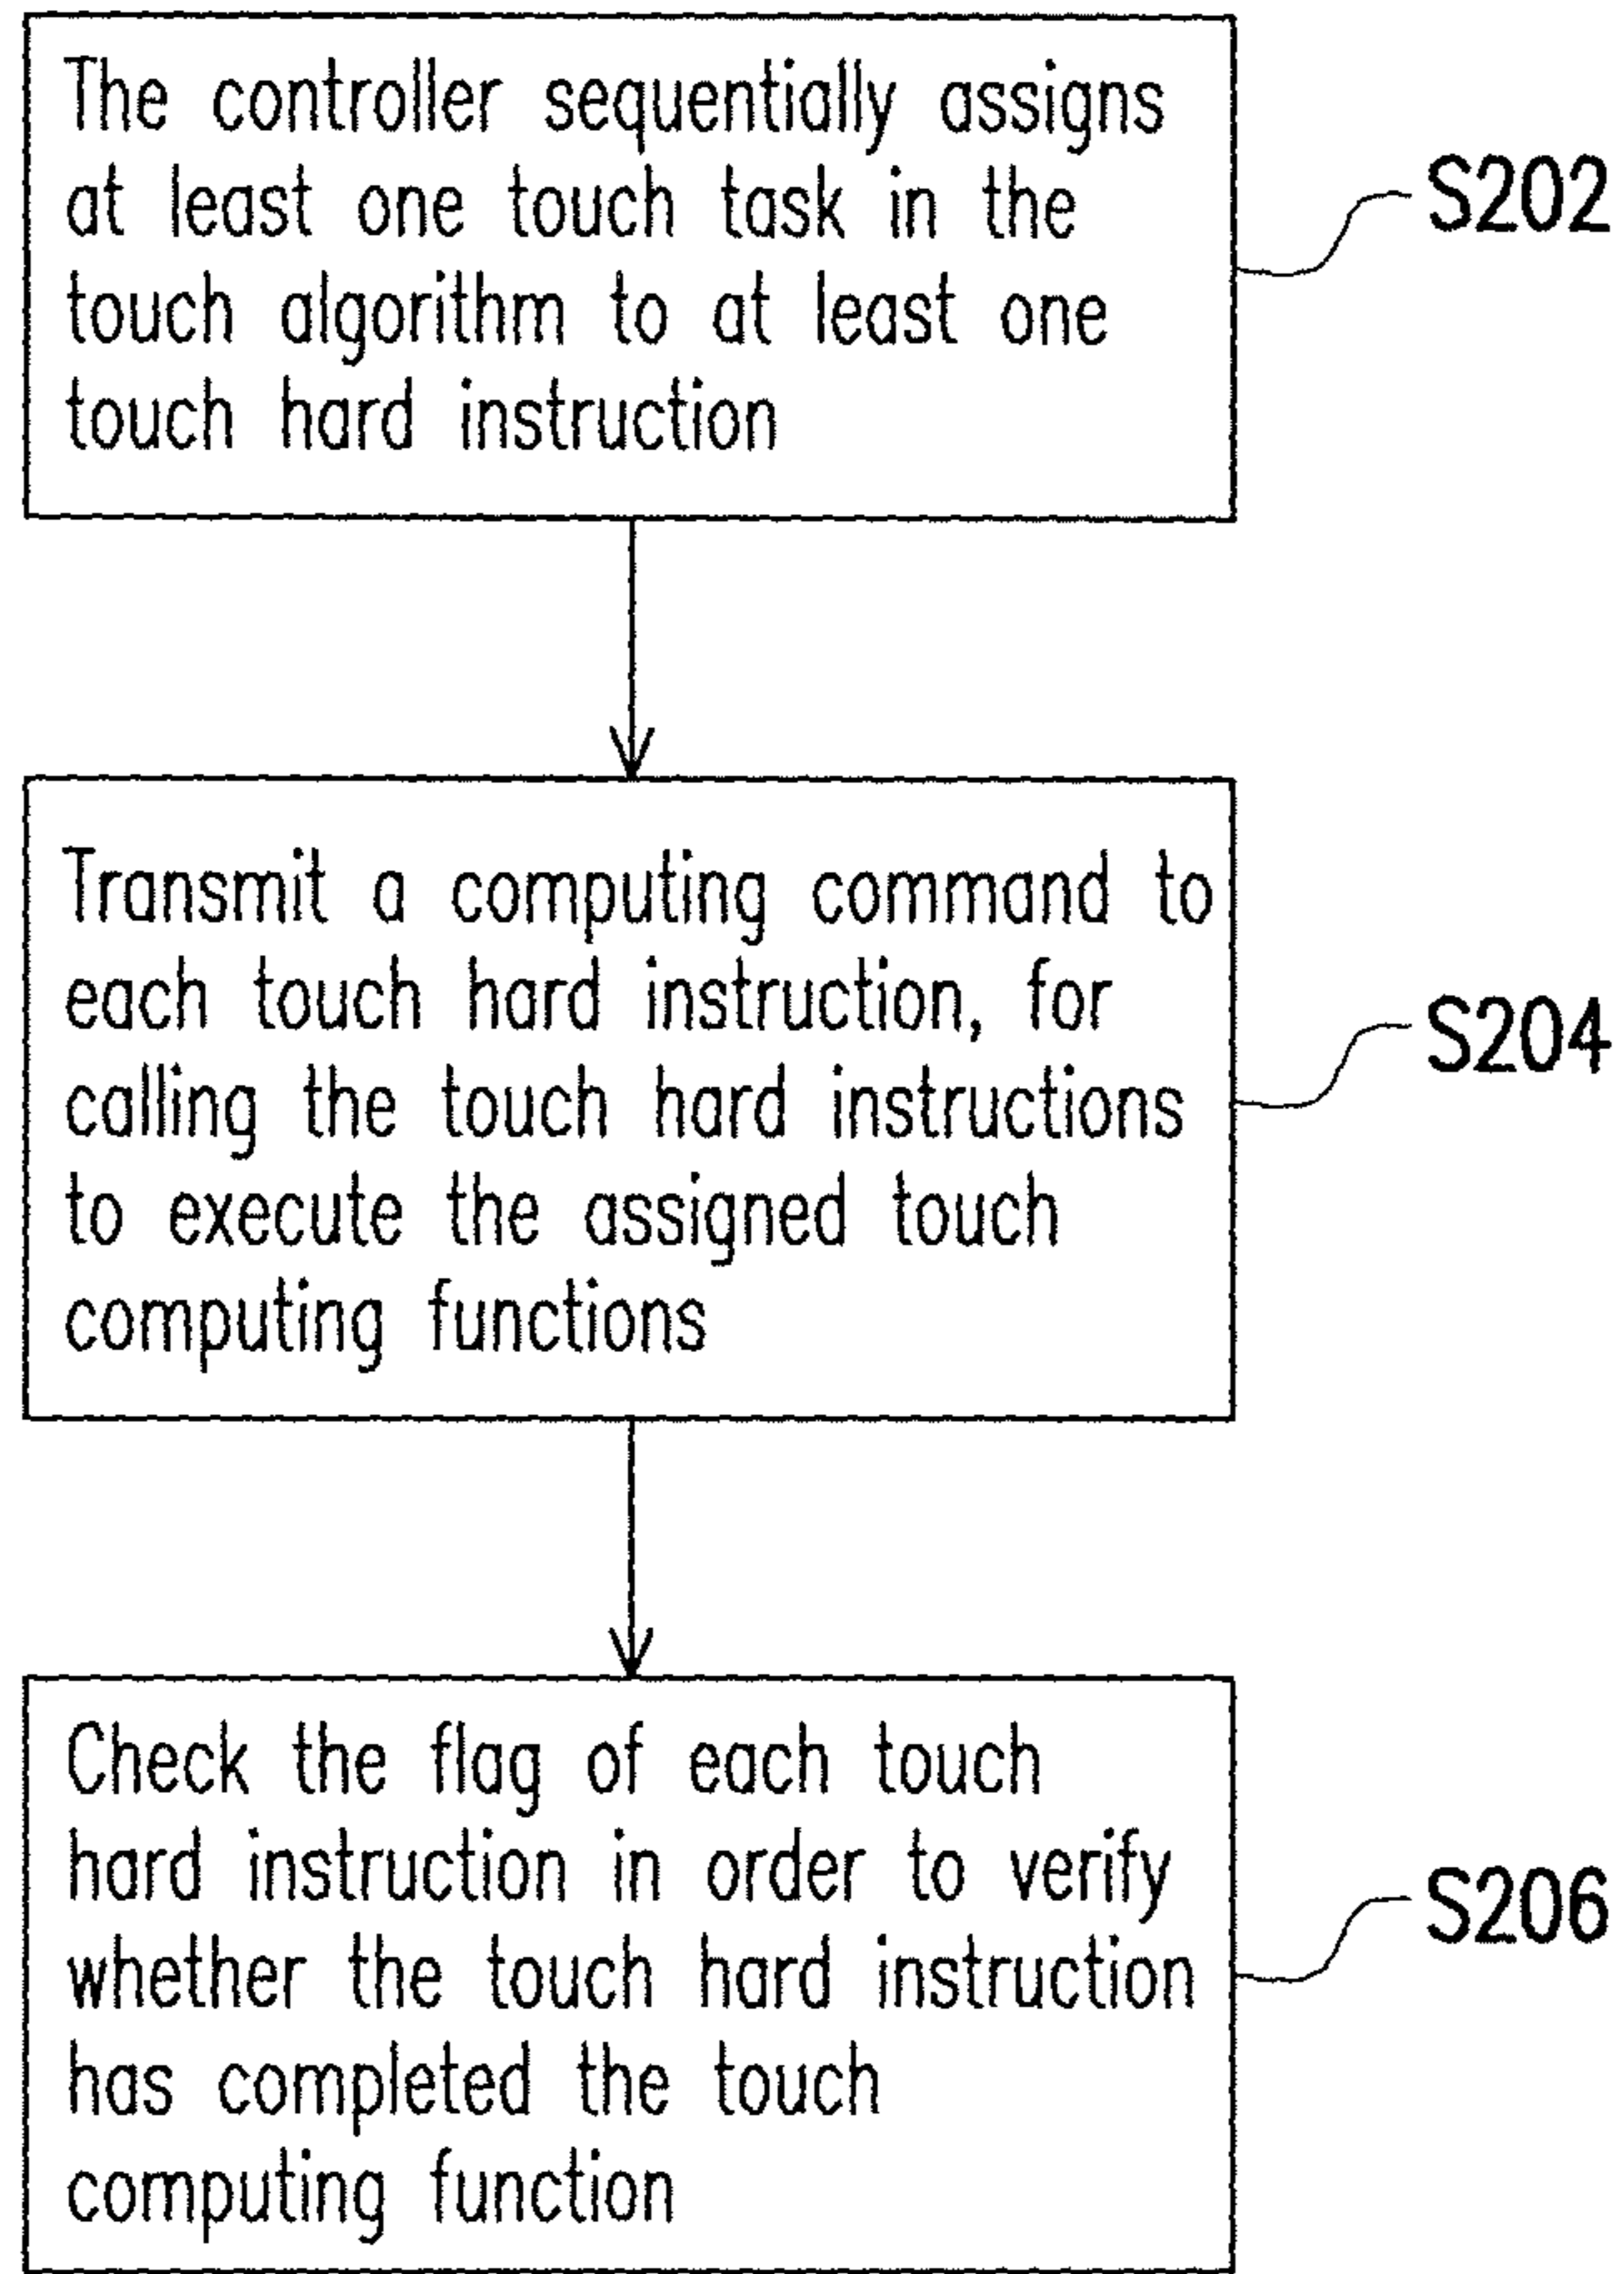 The controller sequentially assigns
at least one touch task in the
touch algorithm to at least one
touch hard instruction
S202
Transmit a computing command to
each touch hard instruction, for
calling the touch hard instructions
to execute the assigned touch
computing functions
S204
Check the flag of each touch
hard instruction in order to verify
whether the touch hard instruction
has completed the touch
computing function
S206